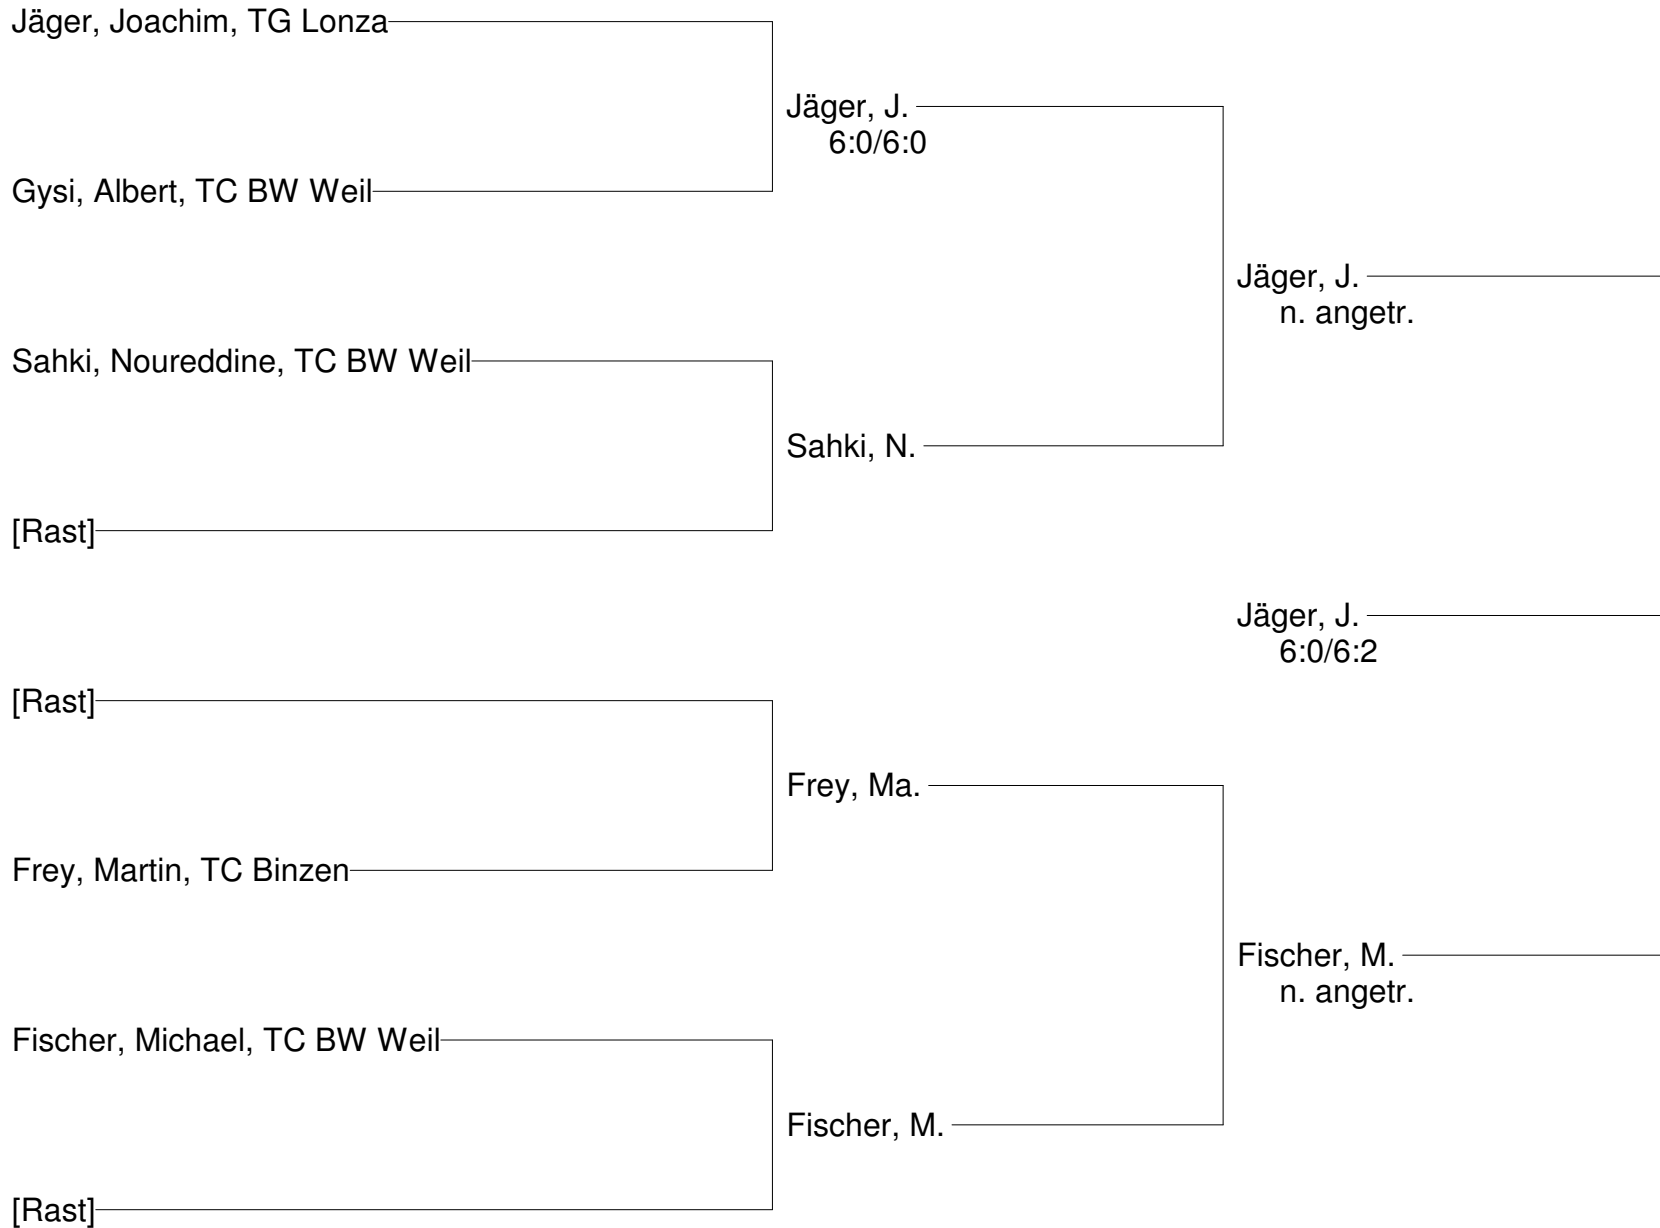 Jäger, Joachim, TG Lonza
Jäger, J.
6:0/6:0
Gysi, Albert, TC BW Weil
Jäger, J.
n. angetr.
Sahki, Noureddine, TC BW Weil
Sahki, N.
[Rast]
Jäger, J.
6:0/6:2
[Rast]
Frey, Ma.
Frey, Martin, TC Binzen
Fischer, M.
n. angetr.
Fischer, Michael, TC BW Weil
Fischer, M.
[Rast]